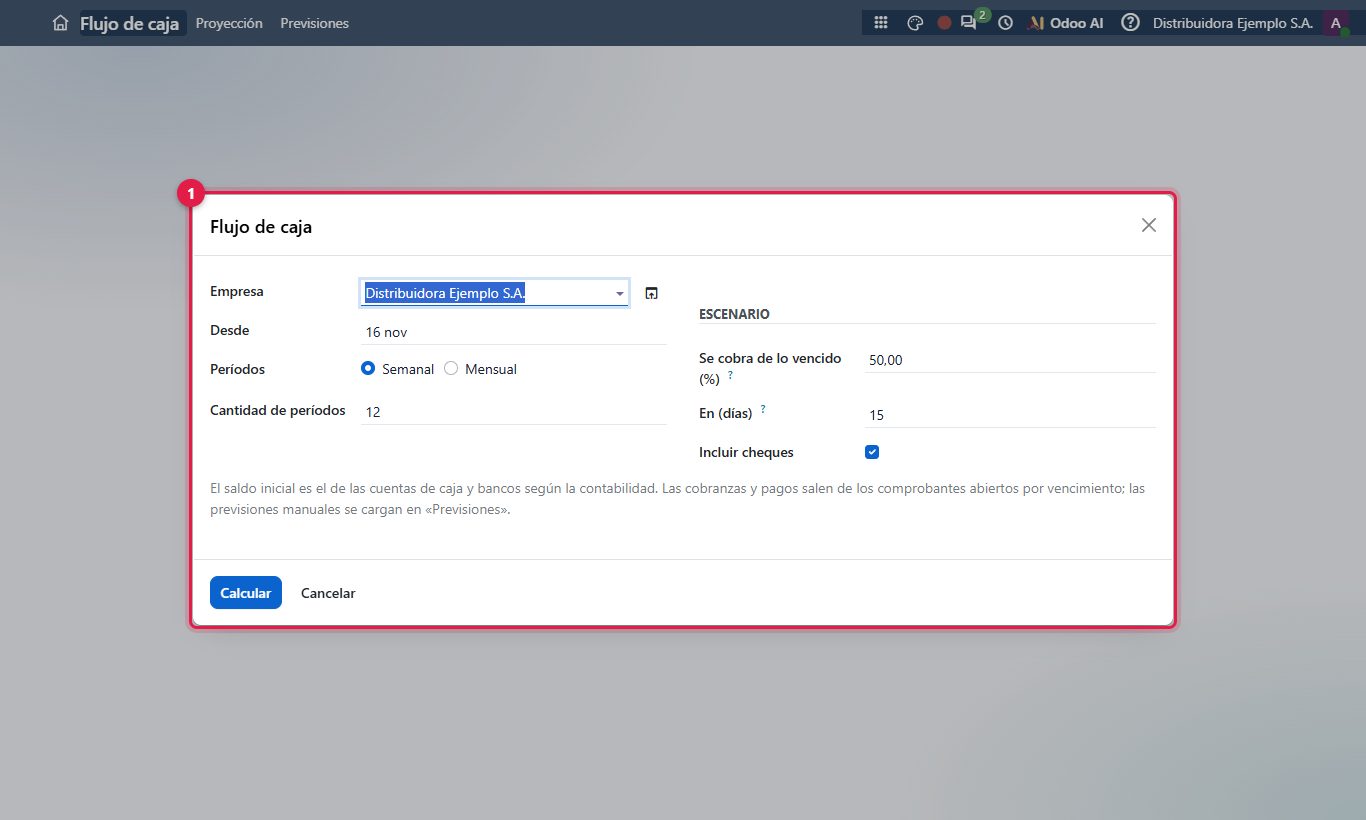 Flujo de caja Proyección Previsiones 2 Odoo AI Distribuidora Ejemplo S.A. A
1
Flujo de caja
Empresa Distribuidora Ejemplo S.A.
Desde 16 nov
Períodos Semanal Mensual
Cantidad de períodos 12
ESCENARIO
Se cobra de lo vencido (%) ? 50,00
En (días) ? 15
Incluir cheques
El saldo inicial es el de las cuentas de caja y bancos según la contabilidad. Las cobranzas y pagos salen de los comprobantes abiertos por vencimiento; las
previsiones manuales se cargan en «Previsiones».
Calcular Cancelar